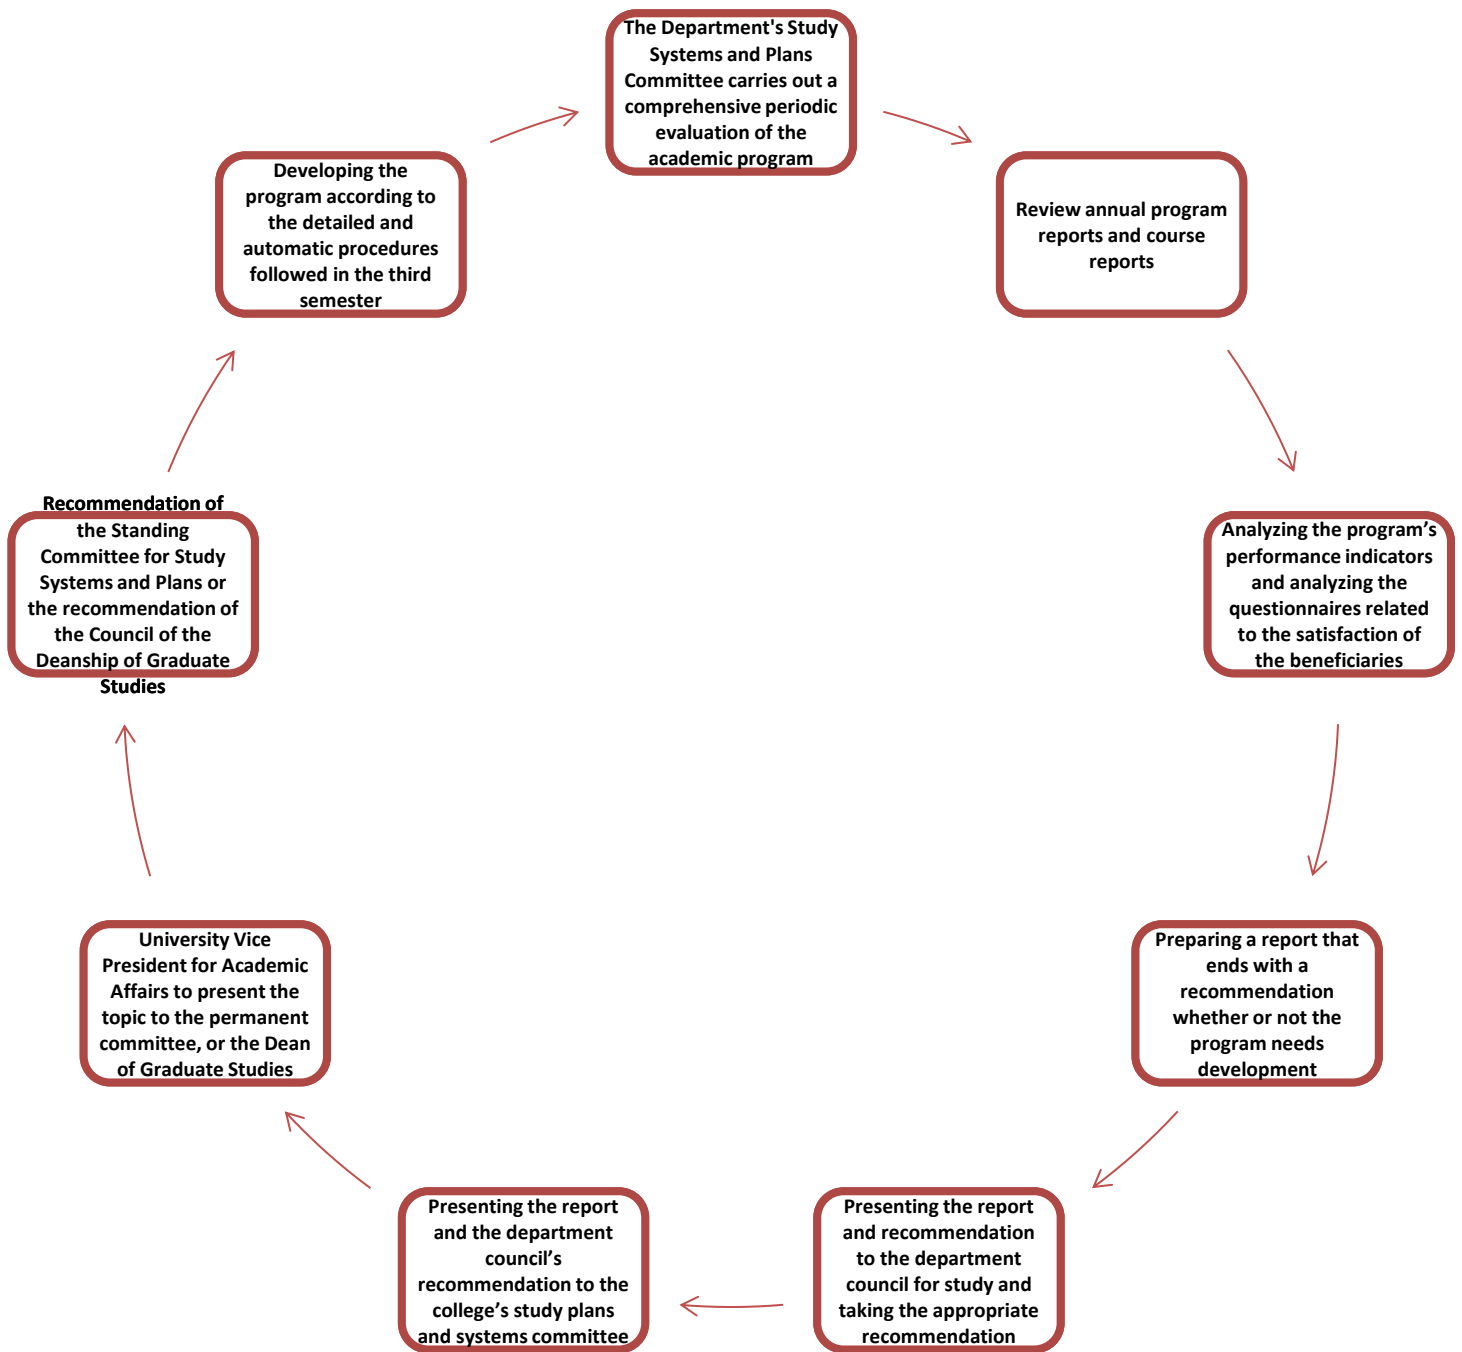 The Department's Study
Systems and Plans
Committee carries out a
comprehensive periodic
evaluation of the
academic program
Review annual program
reports and course
reports
Analyzing the program’s
performance indicators
and analyzing the
questionnaires related
to the satisfaction of
the beneficiaries
Preparing a report that
ends with a
recommendation
whether or not the
program needs
development
Presenting the report
and recommendation
to the department
council for study and
taking the appropriate
recommendation
Presenting the report
and the department
council’s
recommendation to the
college’s study plans
and systems committee
University Vice
President for Academic
Affairs to present the
topic to the permanent
committee, or the Dean
of Graduate Studies
Recommendation of
the Standing
Committee for Study
Systems and Plans or
the recommendation of
the Council of the
Deanship of Graduate
Studies
Developing the
program according to
the detailed and
automatic procedures
followed in the third
semester